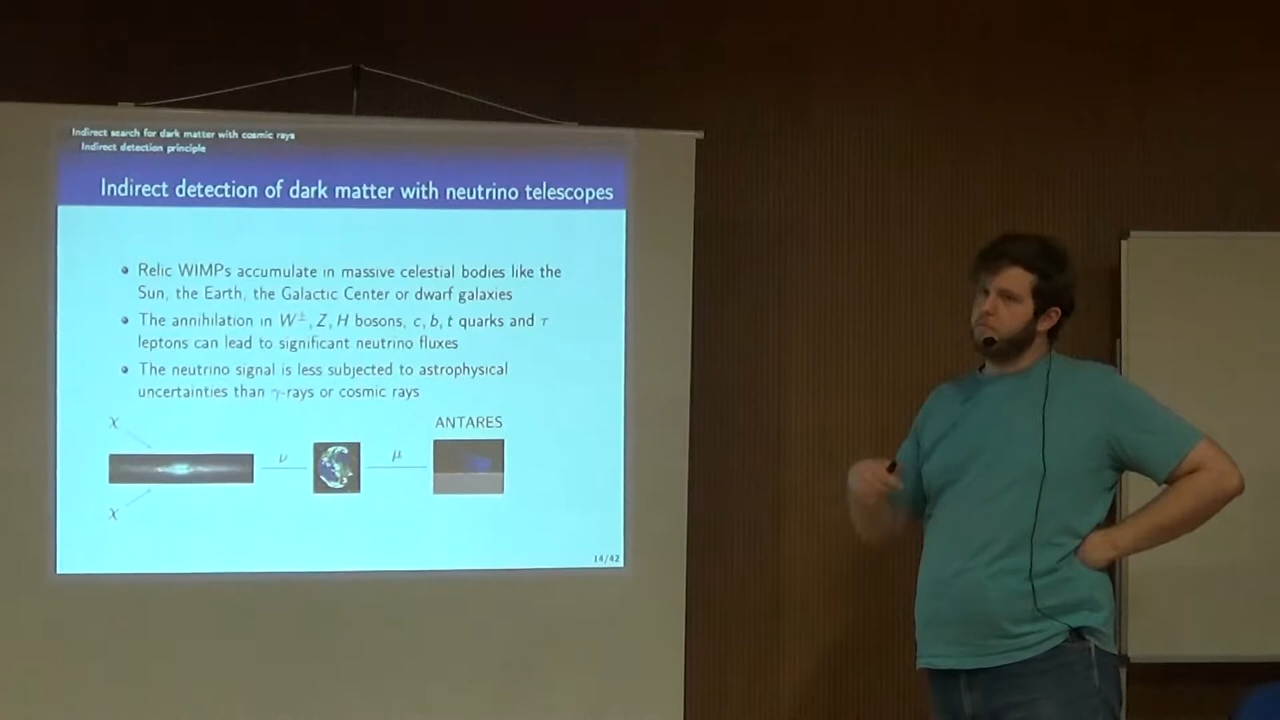 Indirect search for dark matter with cosmic rays
Indirect detection principle
Indirect detection of dark matter with neutrino telescopes
• Relic WIMPs accumulate in massive celestial bodies like the
Sun, the Earth, the Galactic Center or dwarf galaxies
• The annihilation in W±, Z, H bosons, c, b, t quarks and τ
leptons can lead to significant neutrino fluxes
• The neutrino signal is less subjected to astrophysical
uncertainties than γ-rays or cosmic rays
χ
ANTARES
ν
μ
χ
14/42